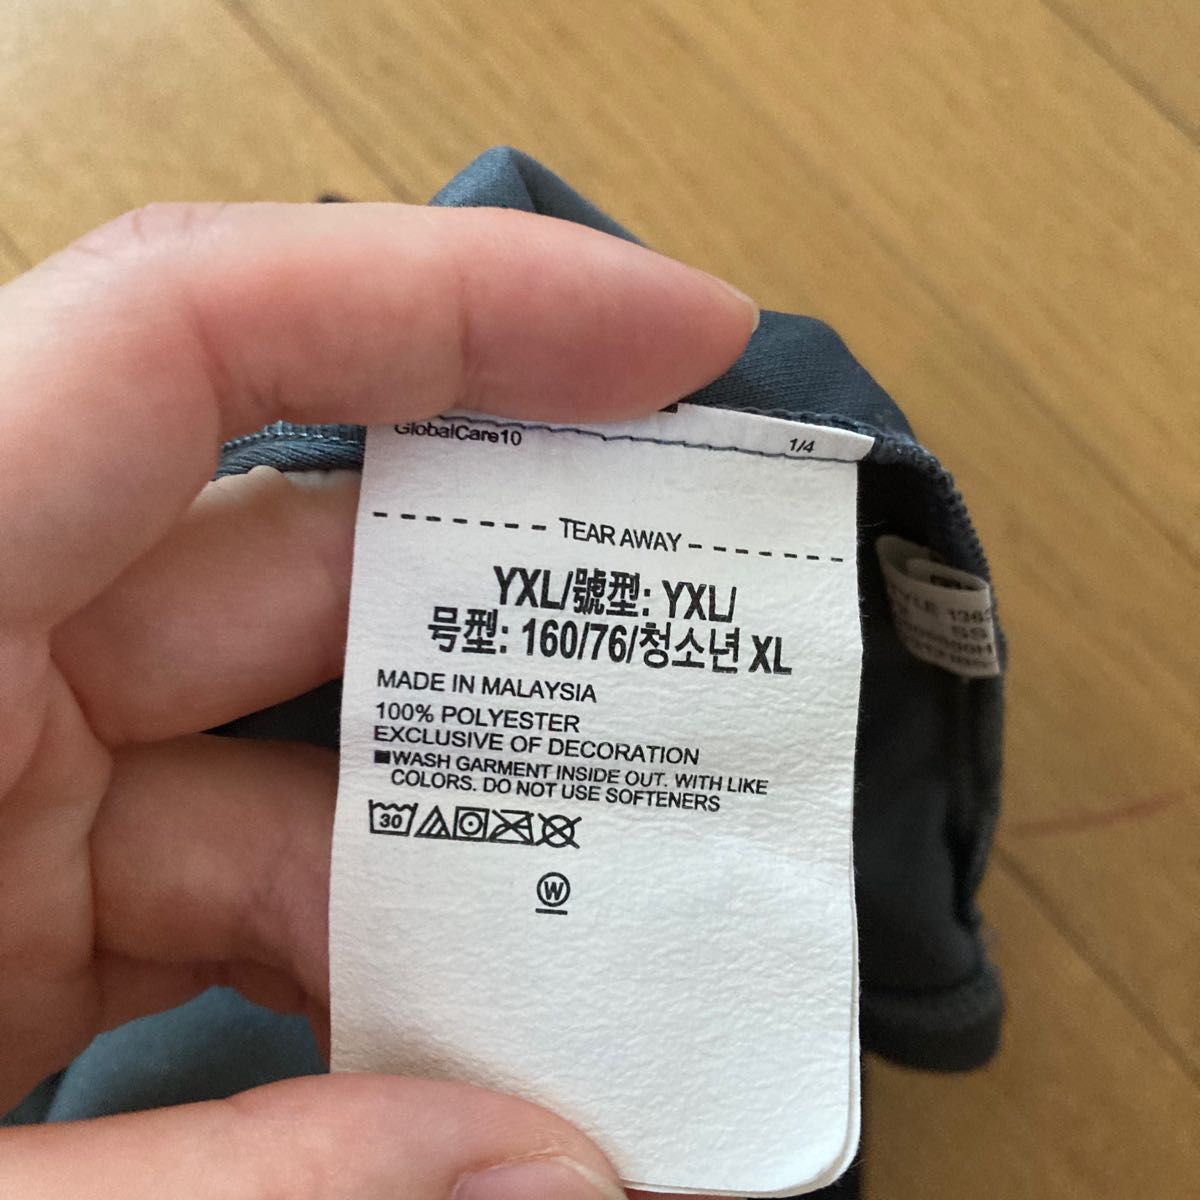 GlobalCare10
1/4
TEAR AWAY
YXL/號型: YXL/
号型: 160/76/청소년 XL
MADE IN MALAYSIA
100% POLYESTER
EXCLUSIVE OF DECORATION
WASH GARMENT INSIDE OUT. WITH LIKE
COLORS. DO NOT USE SOFTENERS
30
W